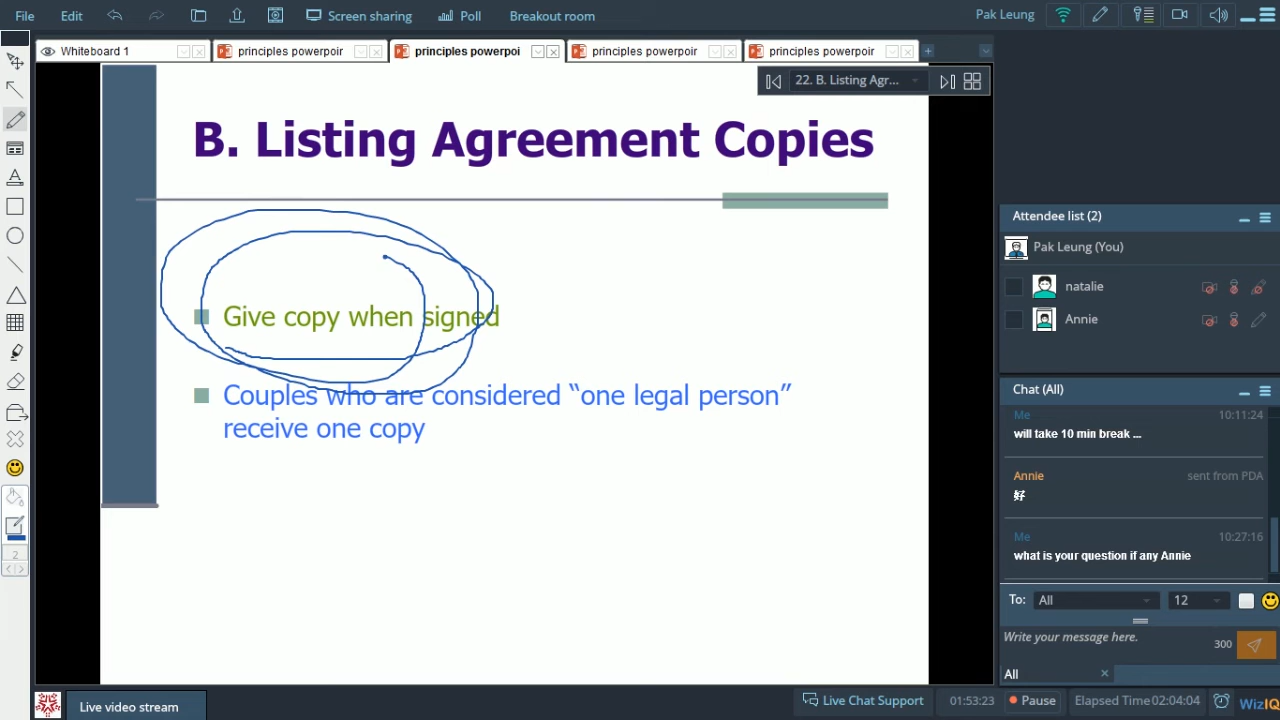 File Edit Screen sharing Poll Breakout room Pak Leung
Whiteboard 1 principles powerpoir principles powerpoi principles powerpoir principles powerpoir
22. B. Listing Agr...
B. Listing Agreement Copies
Give copy when signed
Couples who are considered “one legal person”
receive one copy
Attendee list (2)
Pak Leung (You)
natalie
Annie
Chat (All)
Me 10:11:24
will take 10 min break ...
Annie sent from PDA
好
Me 10:27:16
what is your question if any Annie
To: All 12
Write your message here. 300
All
2
Live video stream
Live Chat Support 01:53:23 Pause Elapsed Time 02:04:04 WizIQ